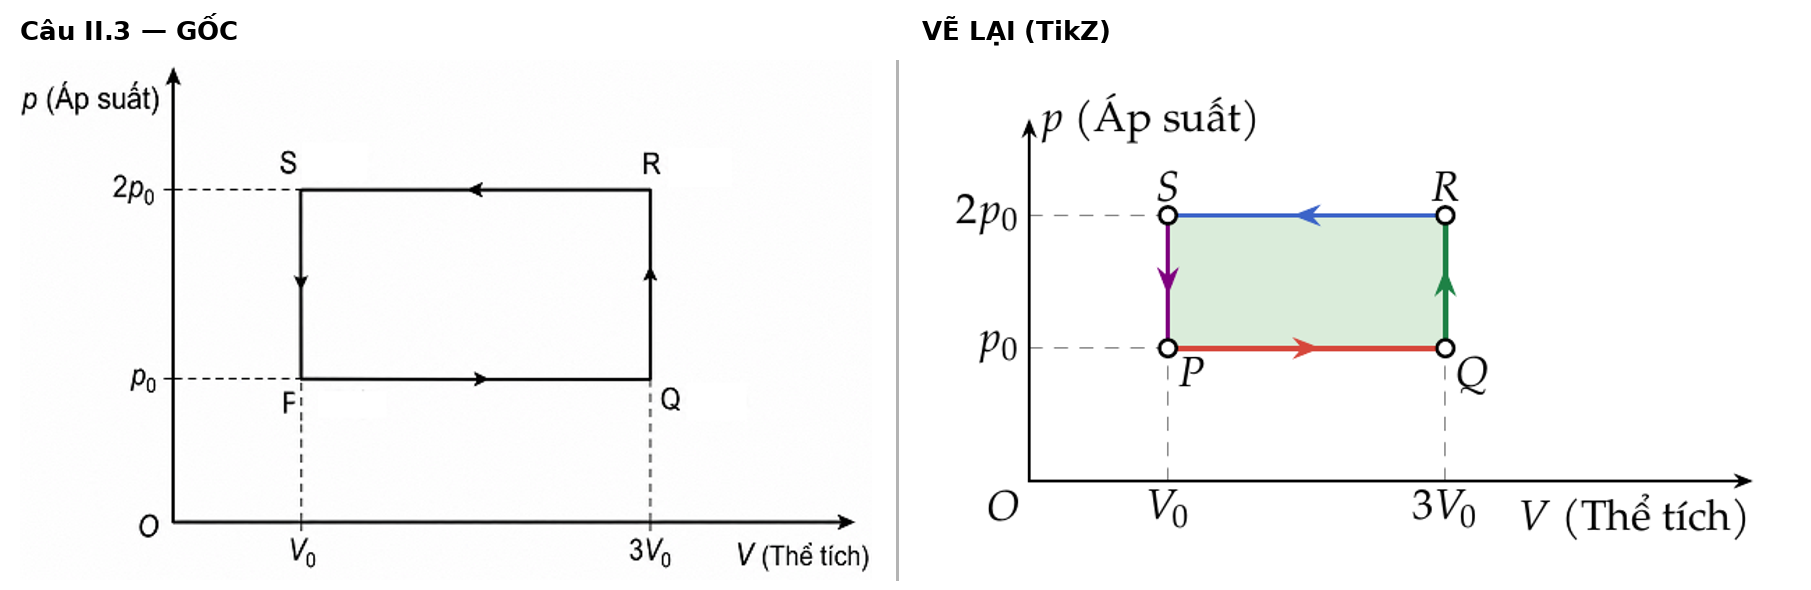 Câu II.3 — GỐC
p (Áp suất)
S
R
2p₀
p₀
F
Q
O
V₀
3V₀
V (Thể tích)
VẼ LẠI (TikZ)
p (Áp suất)
S
R
2p₀
p₀
P
Q
O
V₀
3V₀
V (Thể tích)